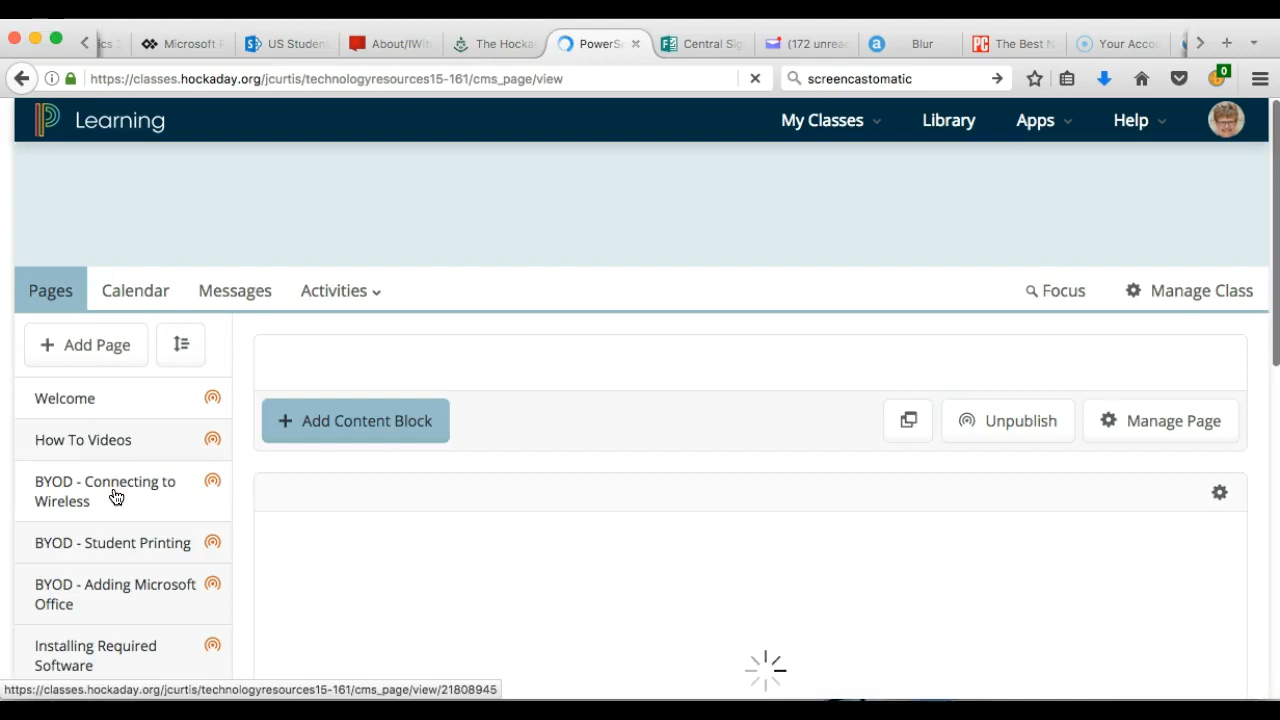 Microsoft
US Studen
About/IWit
The Hocka
PowerSc
Central Sig
(172 unrea
Blur
The Best N
Your Accou
https://classes.hockaday.org/jcurtis/technologyresources15-161/cms_page/view
screencastomatic
0
Learning
My Classes
Library
Apps
Help
Pages
Calendar
Messages
Activities
Focus
Manage Class
Add Page
Welcome
How To Videos
Add Content Block
Unpublish
Manage Page
BYOD - Connecting to
Wireless
BYOD - Student Printing
BYOD - Adding Microsoft
Office
Installing Required
Software
https://classes.hockaday.org/jcurtis/technologyresources15-161/cms_page/view/21808945